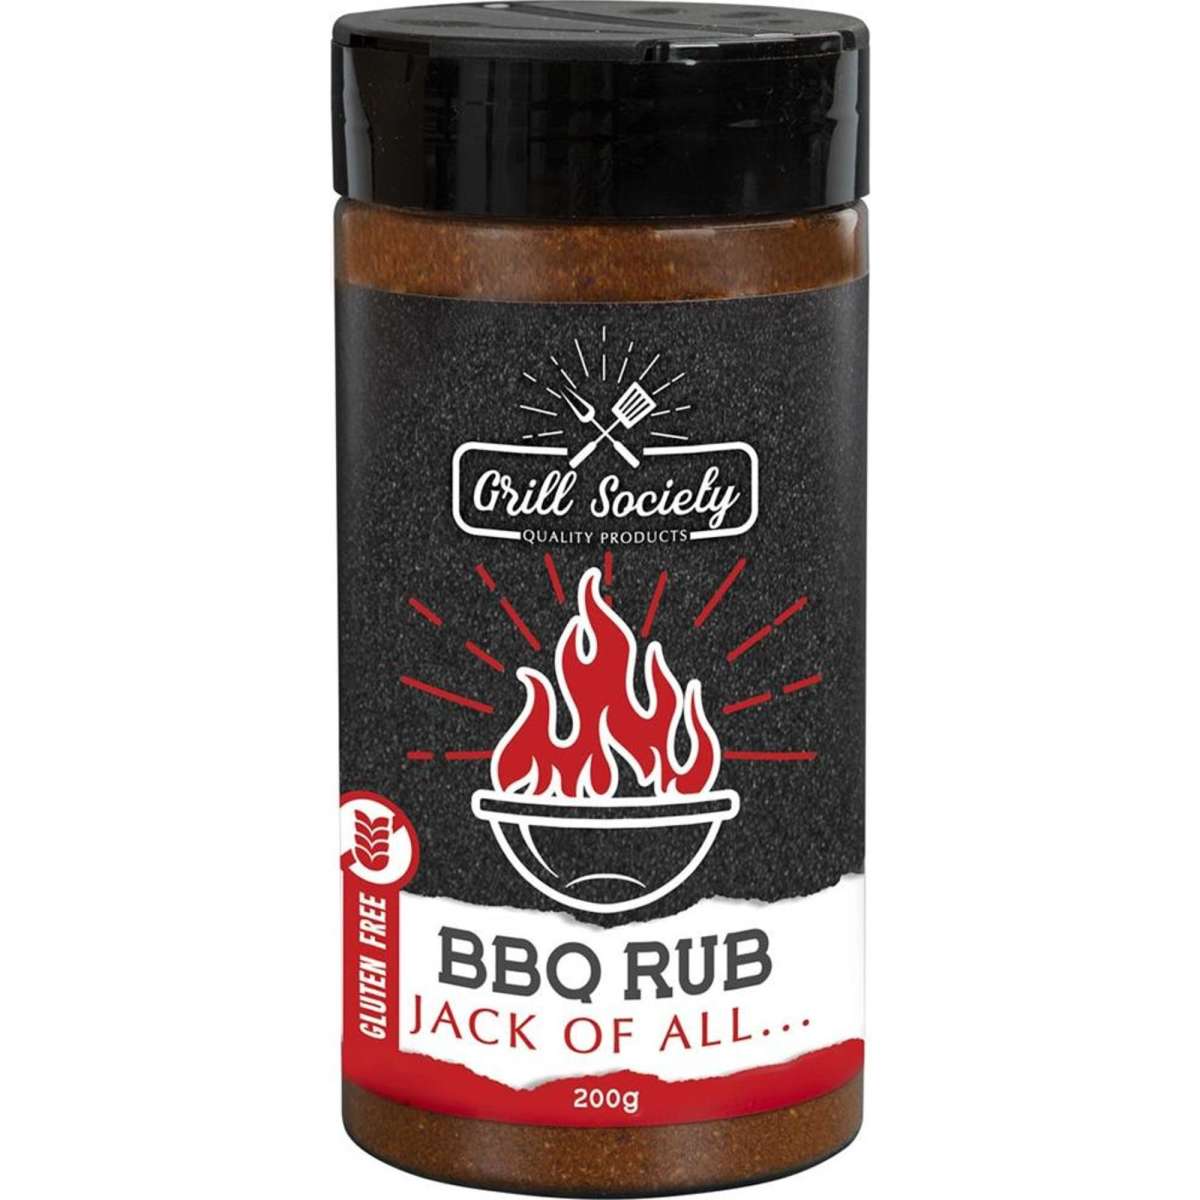 Grill Society
QUALITY PRODUCTS
GLUTEN FREE
BBQ RUB
JACK OF ALL...
200g